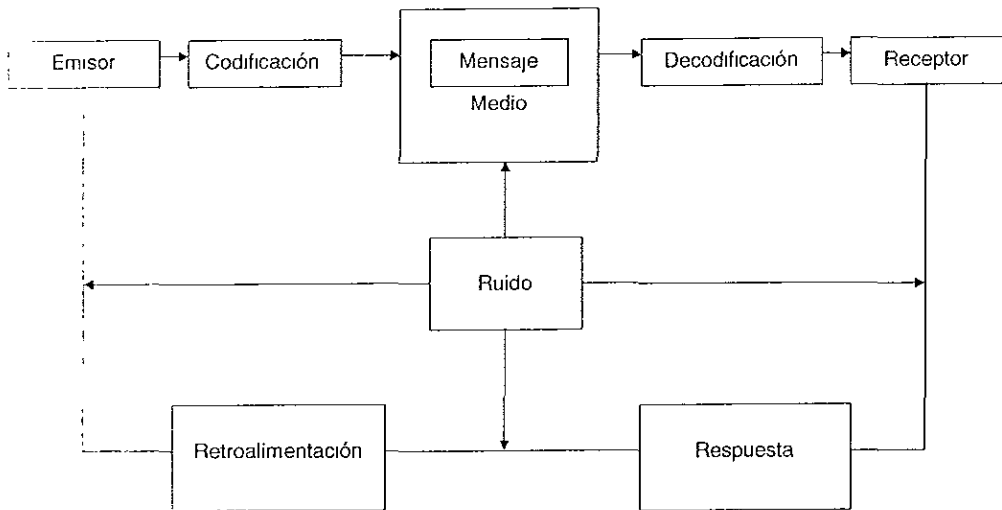 Emisor
Codificación
Mensaje
Medio
Decodificación
Receptor
Ruido
Retroalimentación
Respuesta